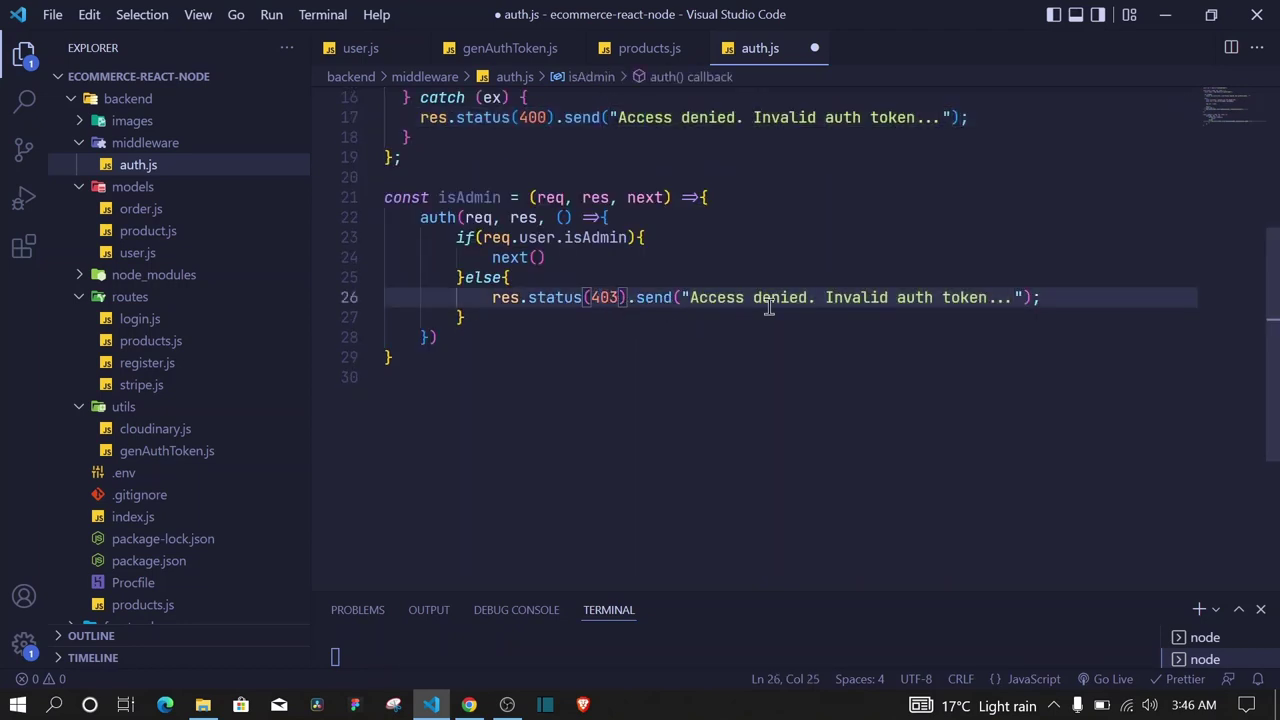 File Edit Selection View Go Run Terminal Help
● auth.js - ecommerce-react-node - Visual Studio Code
EXPLORER
ECOMMERCE-REACT-NODE
backend
images
middleware
auth.js
models
order.js
product.js
user.js
node_modules
routes
login.js
products.js
register.js
stripe.js
utils
cloudinary.js
genAuthToken.js
.env
.gitignore
index.js
package-lock.json
package.json
Procfile
products.js
OUTLINE
TIMELINE
user.js genAuthToken.js products.js auth.js
backend > middleware > auth.js > isAdmin > auth() callback
16 } catch (ex) {
17 res.status(400).send("Access denied. Invalid auth token...");
18 }
19 };
20
21 const isAdmin = (req, res, next) =>{
22 auth(req, res, () =>{
23 if(req.user.isAdmin){
24 next()
25 }else{
26 res.status(403).send("Access denied. Invalid auth token...");
27 }
28 })
29 }
30
PROBLEMS OUTPUT DEBUG CONSOLE TERMINAL
node
node
0 0 Ln 26, Col 25 Spaces: 4 UTF-8 CRLF JavaScript Go Live Prettier
17°C Light rain 3:46 AM